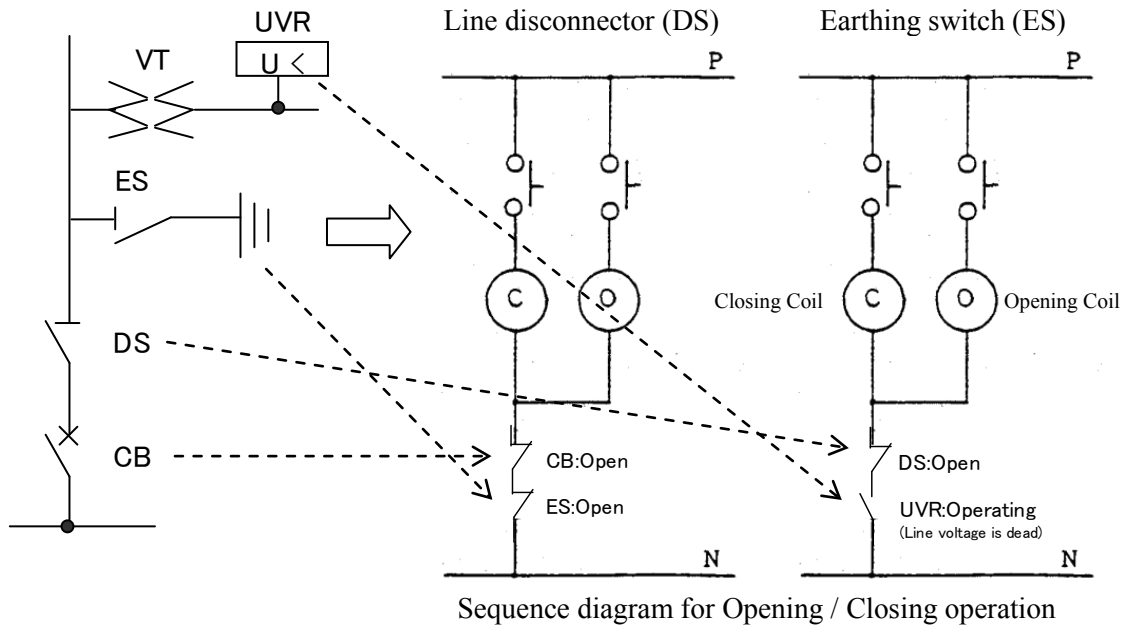 UVR
VT
U <
ES
DS
CB
Line disconnector (DS)
P
C
O
CB:Open
ES:Open
N
Earthing switch (ES)
P
Closing Coil
C
O
Opening Coil
DS:Open
UVR:Operating
(Line voltage is dead)
N
Sequence diagram for Opening / Closing operation